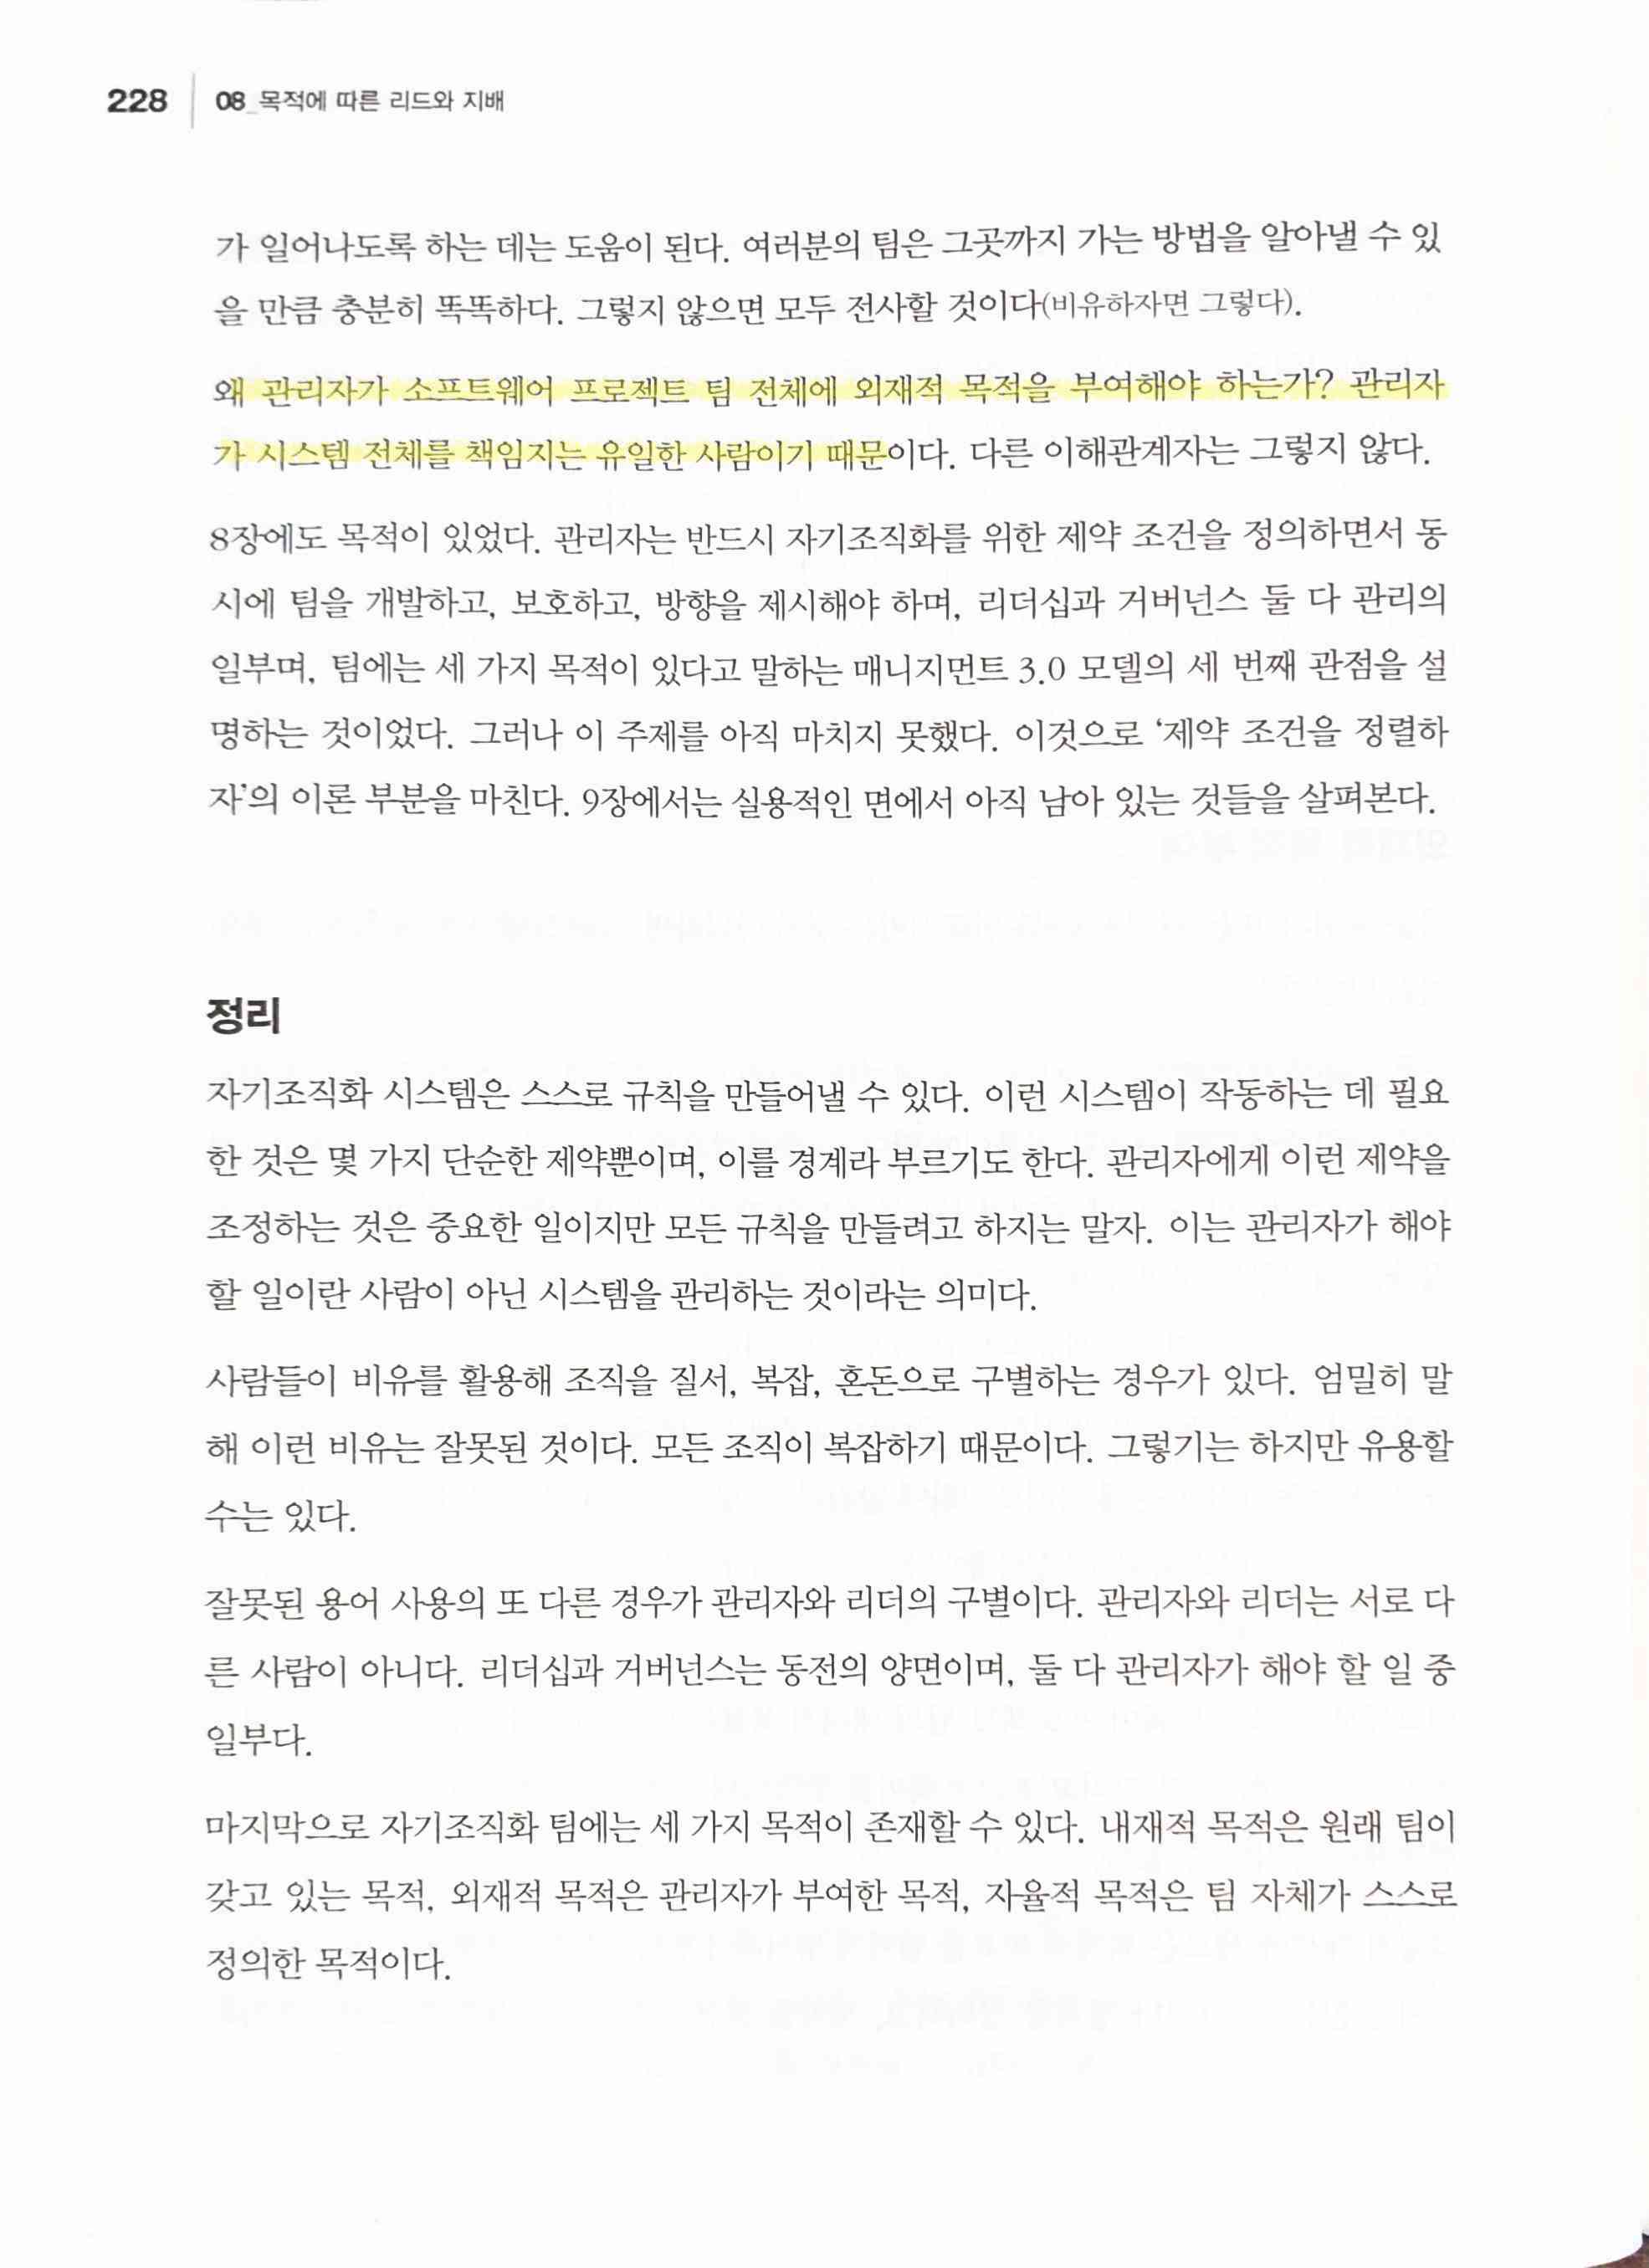 228 08_목적에 따른 리드와 지배
가 일어나도록 하는 데는 도움이 된다. 여러분의 팀은 그곳까지 가는 방법을 알아낼 수 있
을 만큼 충분히 똑똑하다. 그렇지 않으면 모두 전사할 것이다(비유하자면 그렇다).
왜 관리자가 소프트웨어 프로젝트 팀 전체에 외재적 목적을 부여해야 하는가? 관리자
가 시스템 전체를 책임지는 유일한 사람이기 때문이다. 다른 이해관계자는 그렇지 않다.
8장에도 목적이 있었다. 관리자는 반드시 자기조직화를 위한 제약 조건을 정의하면서 동
시에 팀을 개발하고, 보호하고, 방향을 제시해야 하며, 리더십과 거버넌스 둘 다 관리의
일부며, 팀에는 세 가지 목적이 있다고 말하는 매니지먼트 3.0 모델의 세 번째 관점을 설
명하는 것이었다. 그러나 이 주제를 아직 마치지 못했다. 이것으로 ‘제약 조건을 정렬하
자’의 이론 부분을 마친다. 9장에서는 실용적인 면에서 아직 남아 있는 것들을 살펴본다.
정리
자기조직화 시스템은 스스로 규칙을 만들어낼 수 있다. 이런 시스템이 작동하는 데 필요
한 것은 몇 가지 단순한 제약뿐이며, 이를 경계라 부르기도 한다. 관리자에게 이런 제약을
조정하는 것은 중요한 일이지만 모든 규칙을 만들려고 하지는 말자. 이는 관리자가 해야
할 일이란 사람이 아닌 시스템을 관리하는 것이라는 의미다.
사람들이 비유를 활용해 조직을 질서, 복잡, 혼돈으로 구별하는 경우가 있다. 엄밀히 말
해 이런 비유는 잘못된 것이다. 모든 조직이 복잡하기 때문이다. 그렇기는 하지만 유용할
수는 있다.
잘못된 용어 사용의 또 다른 경우가 관리자와 리더의 구별이다. 관리자와 리더는 서로 다
른 사람이 아니다. 리더십과 거버넌스는 동전의 양면이며, 둘 다 관리자가 해야 할 일 중
일부다.
마지막으로 자기조직화 팀에는 세 가지 목적이 존재할 수 있다. 내재적 목적은 원래 팀이
갖고 있는 목적, 외재적 목적은 관리자가 부여한 목적, 자율적 목적은 팀 자체가 스스로
정의한 목적이다.